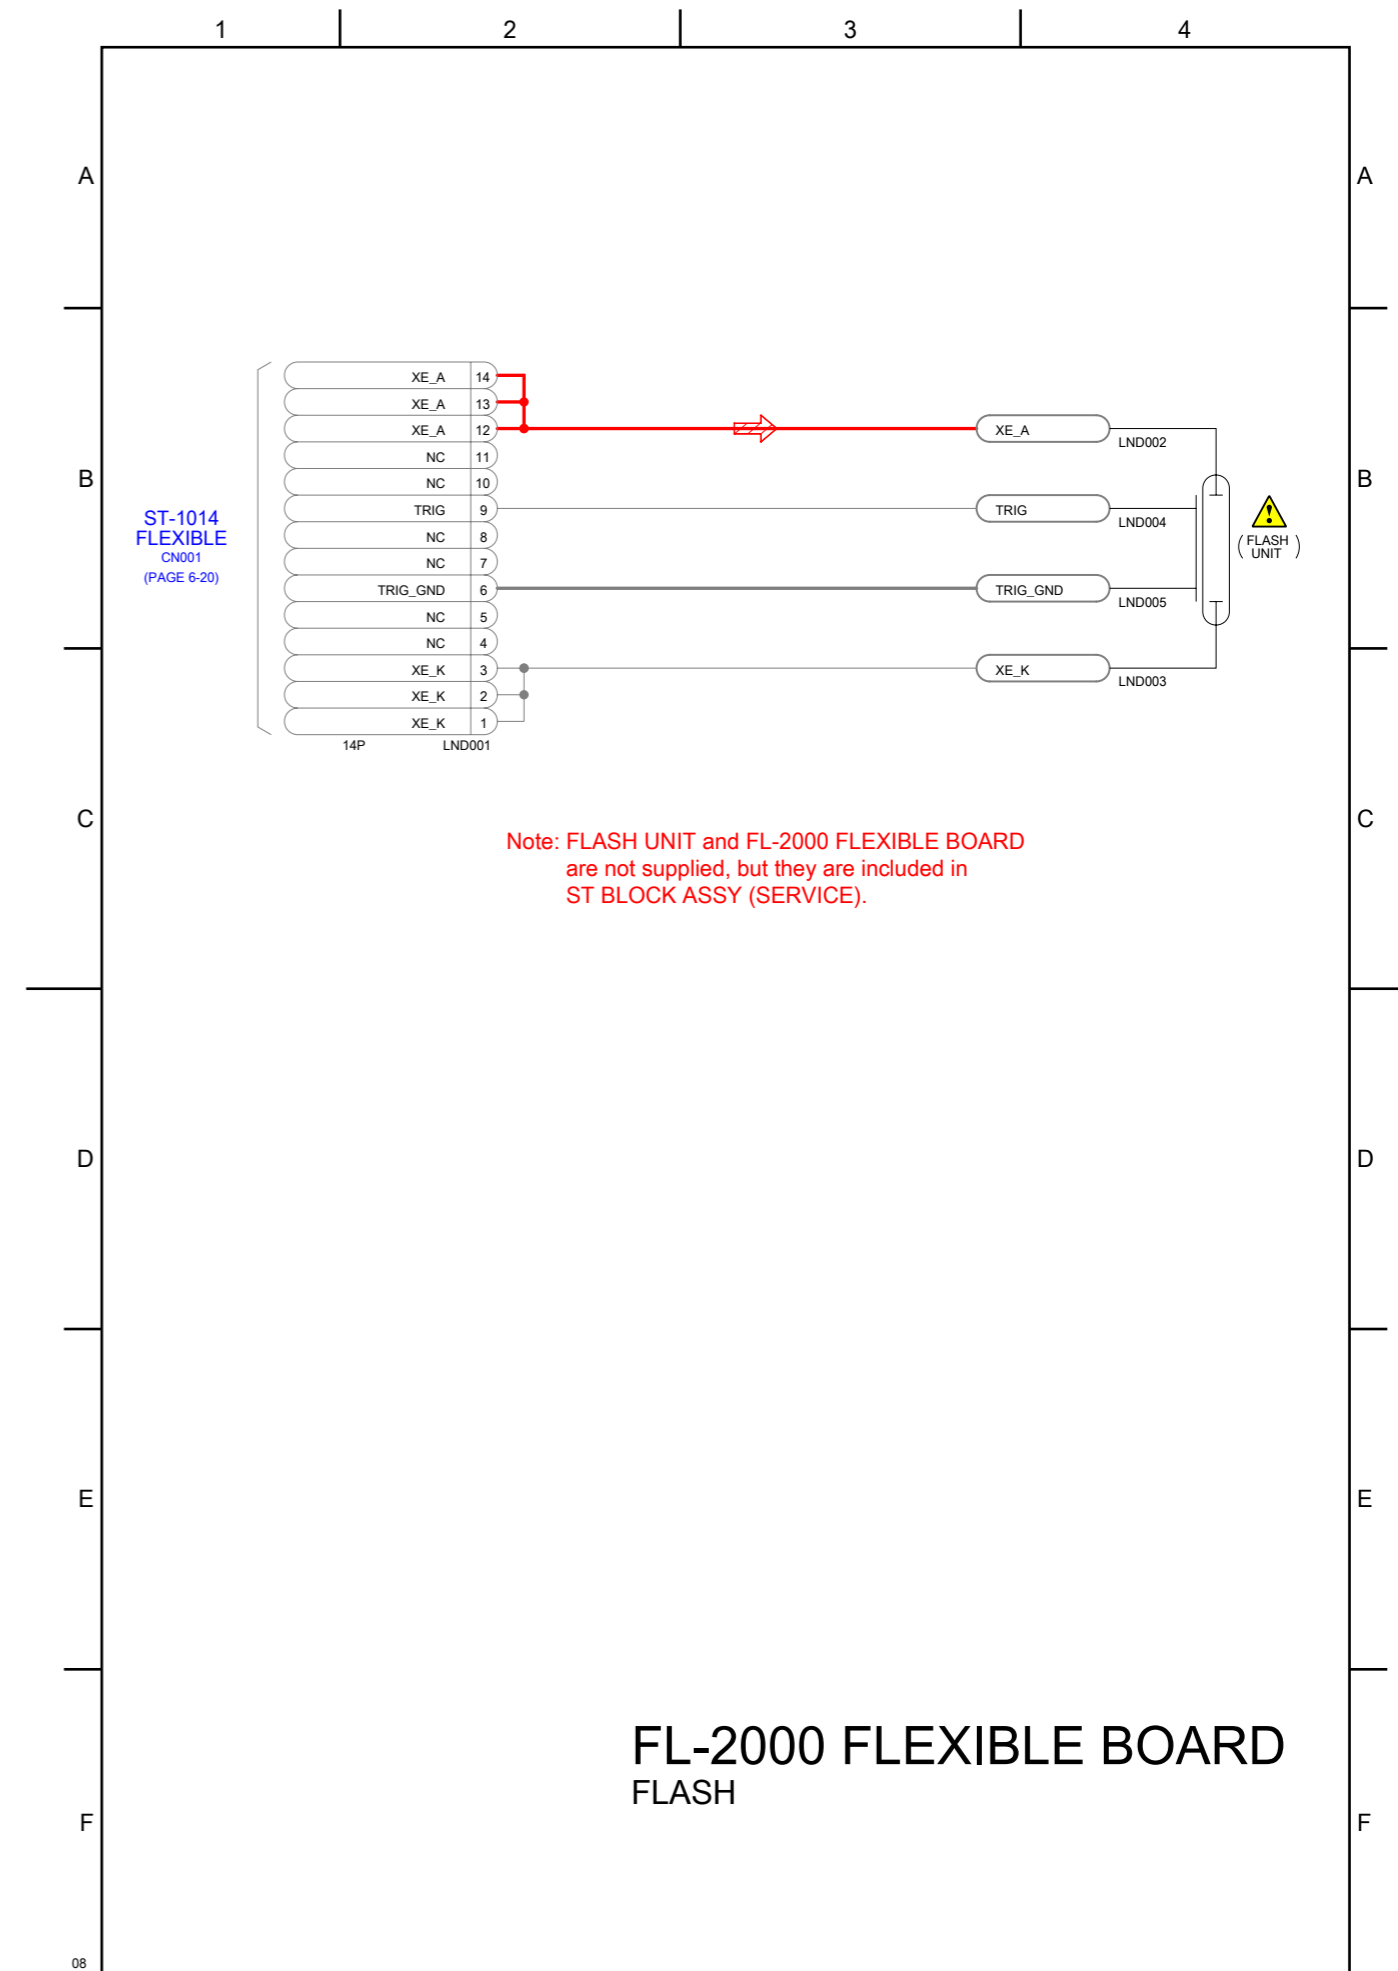 1 2 3 4
A A
XE_A 14
XE_A 13
XE_A 12
XE_A LND002
NC 11
B B
NC 10
TRIG 9
TRIG LND004
NC 8
NC 7
TRIG_GND 6
TRIG_GND LND005
NC 5
NC 4
XE_K 3
XE_K LND003
XE_K 2
XE_K 1
14P LND001
ST-1014
FLEXIBLE
CN001
(PAGE 6-20)
!
( FLASH )
UNIT
C C
Note: FLASH UNIT and FL-2000 FLEXIBLE BOARD
are not supplied, but they are included in
ST BLOCK ASSY (SERVICE).
D D
E E
FL-2000 FLEXIBLE BOARD
FLASH
F F
08